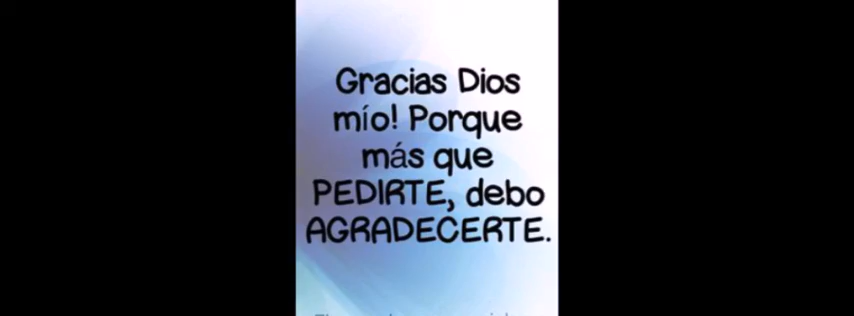 Gracias Dios
mío! Porque
más que
PEDIRTE, debo
AGRADECERTE.